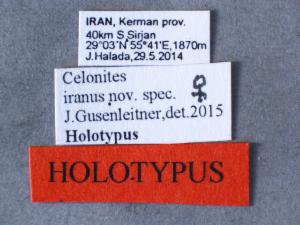 IRAN, Kerman prov.
40km S Sirjan
29°03'N 55°41'E, 1870m
J.Halada,29.5.2014
Celonites
iranus nov. spec. ♀
J.Gusenleitner,det.2015
Holotypus
HOLOTYPUS